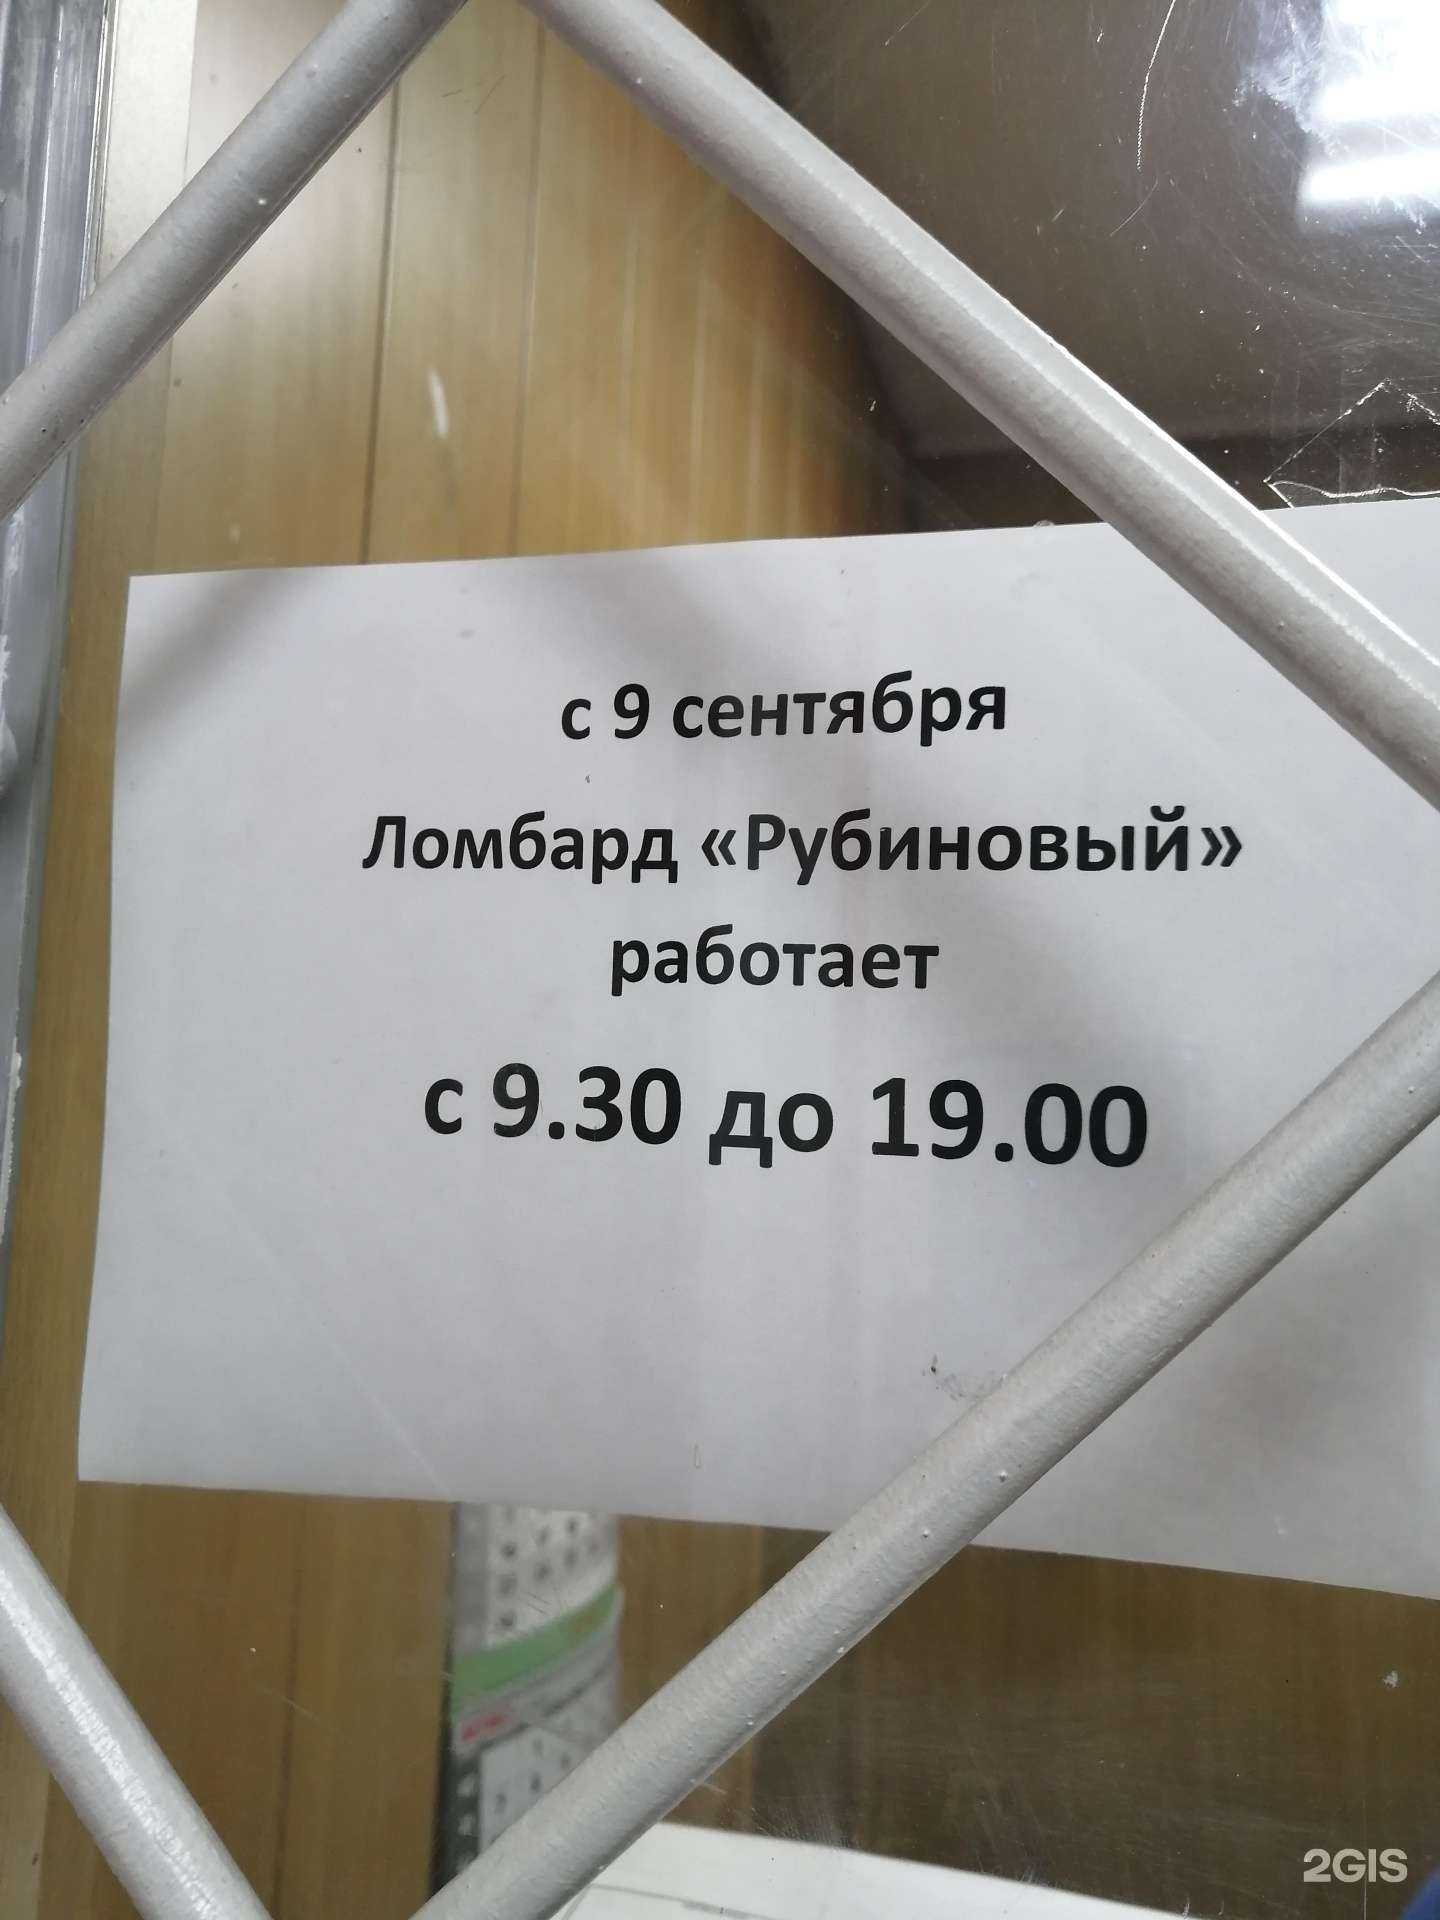 с 9 сентября
Ломбард «Рубиновый»
работает
с 9.30 до 19.00
2GIS